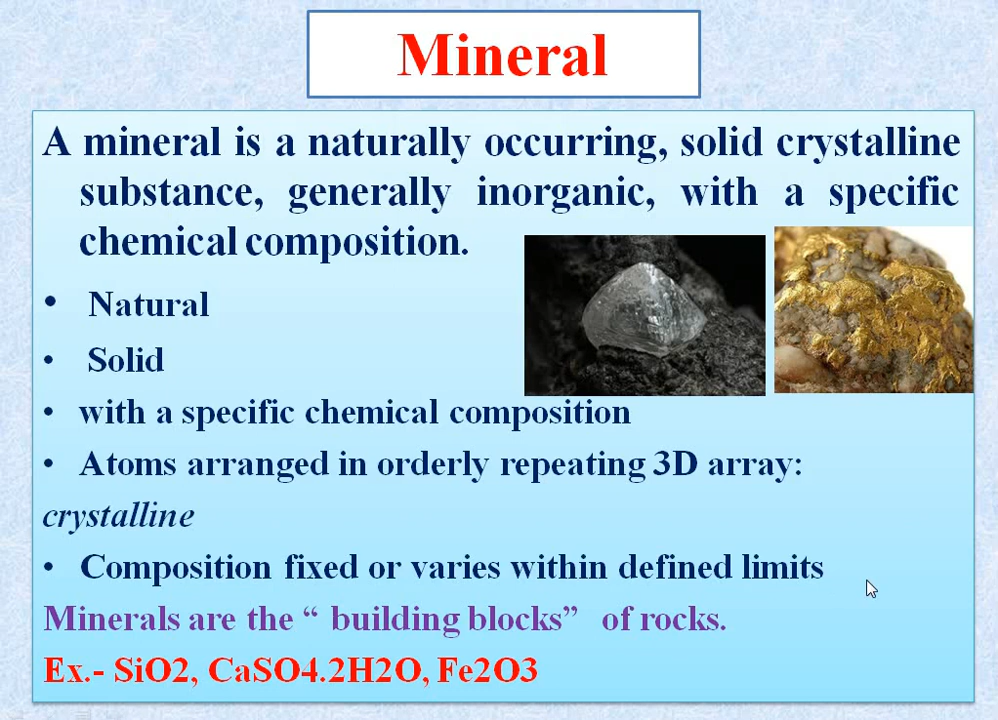 Mineral
A mineral is a naturally occurring, solid crystalline
substance, generally inorganic, with a specific
chemical composition.
• Natural
• Solid
• with a specific chemical composition
• Atoms arranged in orderly repeating 3D array:
crystalline
• Composition fixed or varies within defined limits
Minerals are the “ building blocks” of rocks.
Ex.- SiO2, CaSO4.2H2O, Fe2O3